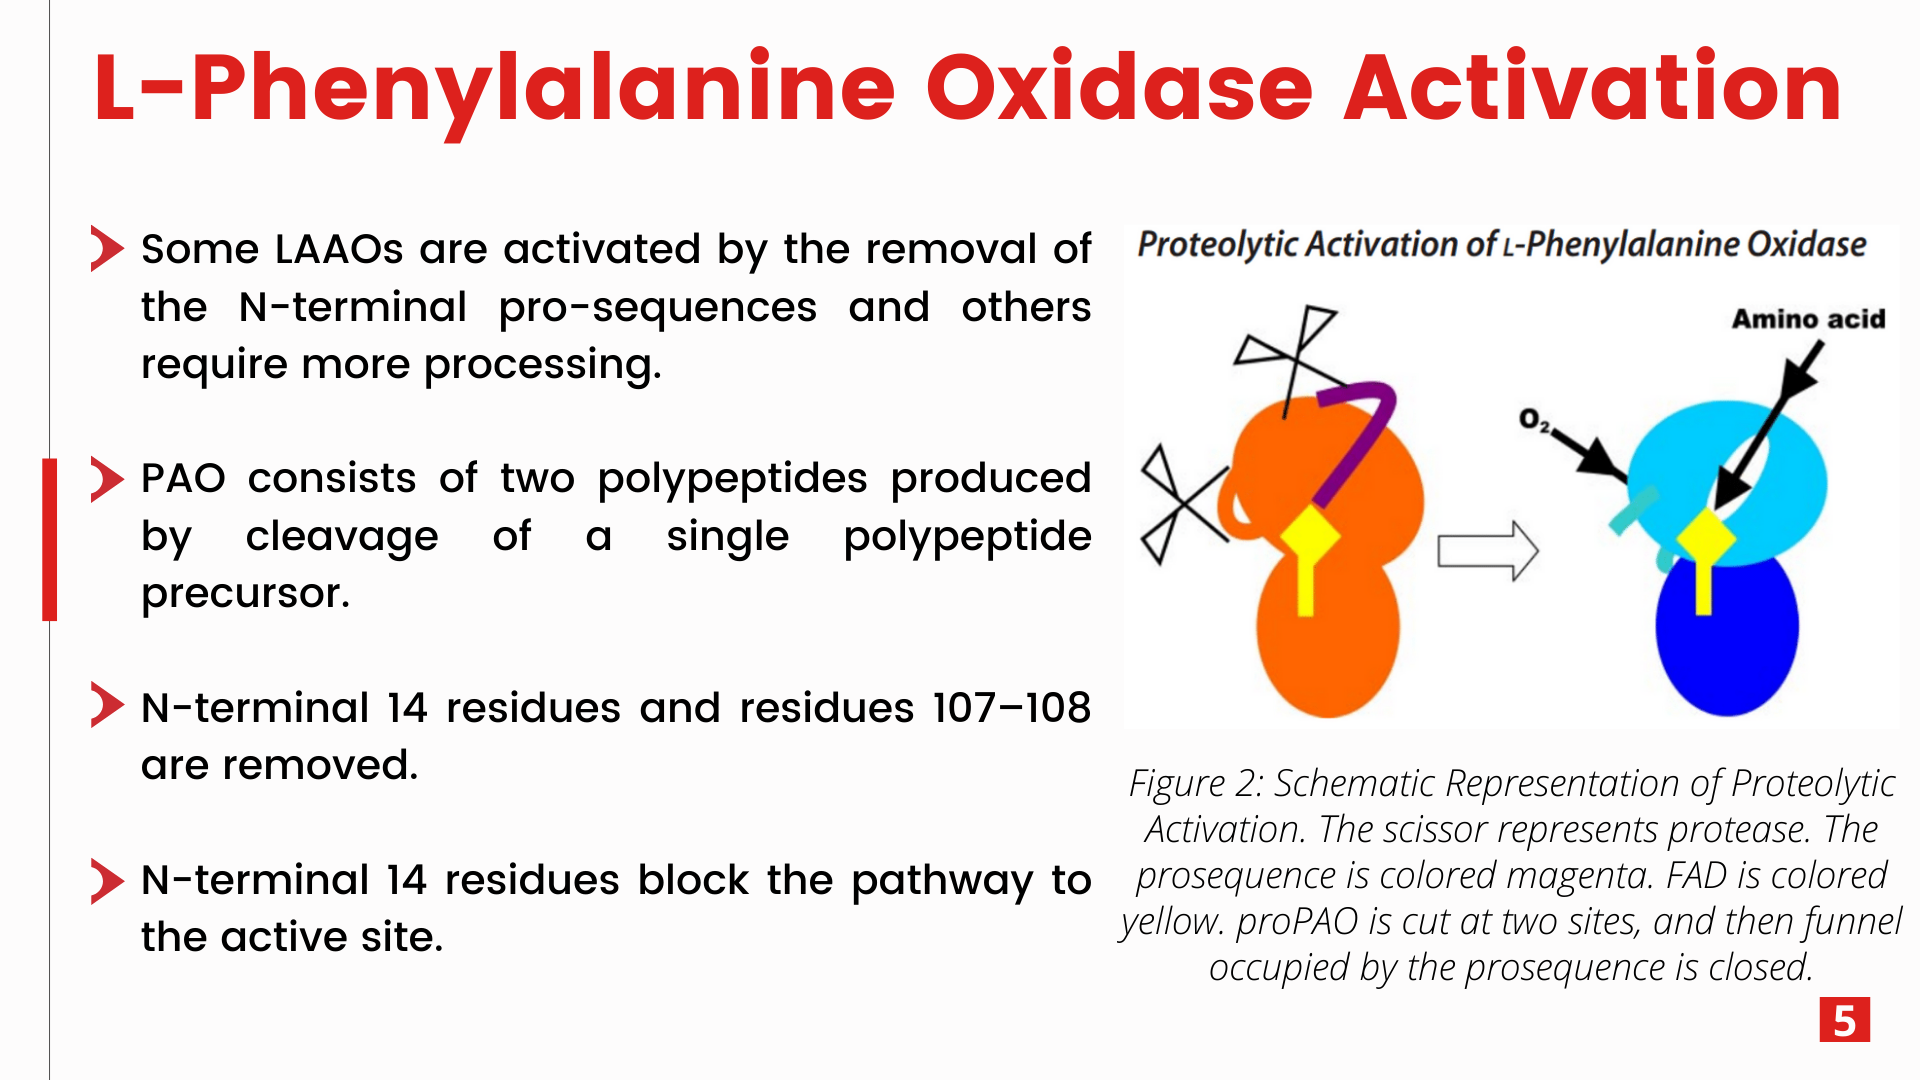 L-Phenylalanine Oxidase Activation
Some LAAOs are activated by the removal of
the N-terminal pro-sequences and others
require more processing.
PAO consists of two polypeptides produced
by cleavage of a single polypeptide
precursor.
N-terminal 14 residues and residues 107–108
are removed.
N-terminal 14 residues block the pathway to
the active site.
Proteolytic Activation of L-Phenylalanine Oxidase
Amino acid
O₂
Figure 2: Schematic Representation of Proteolytic
Activation. The scissor represents protease. The
prosequence is colored magenta. FAD is colored
yellow. proPAO is cut at two sites, and then funnel
occupied by the prosequence is closed.
5